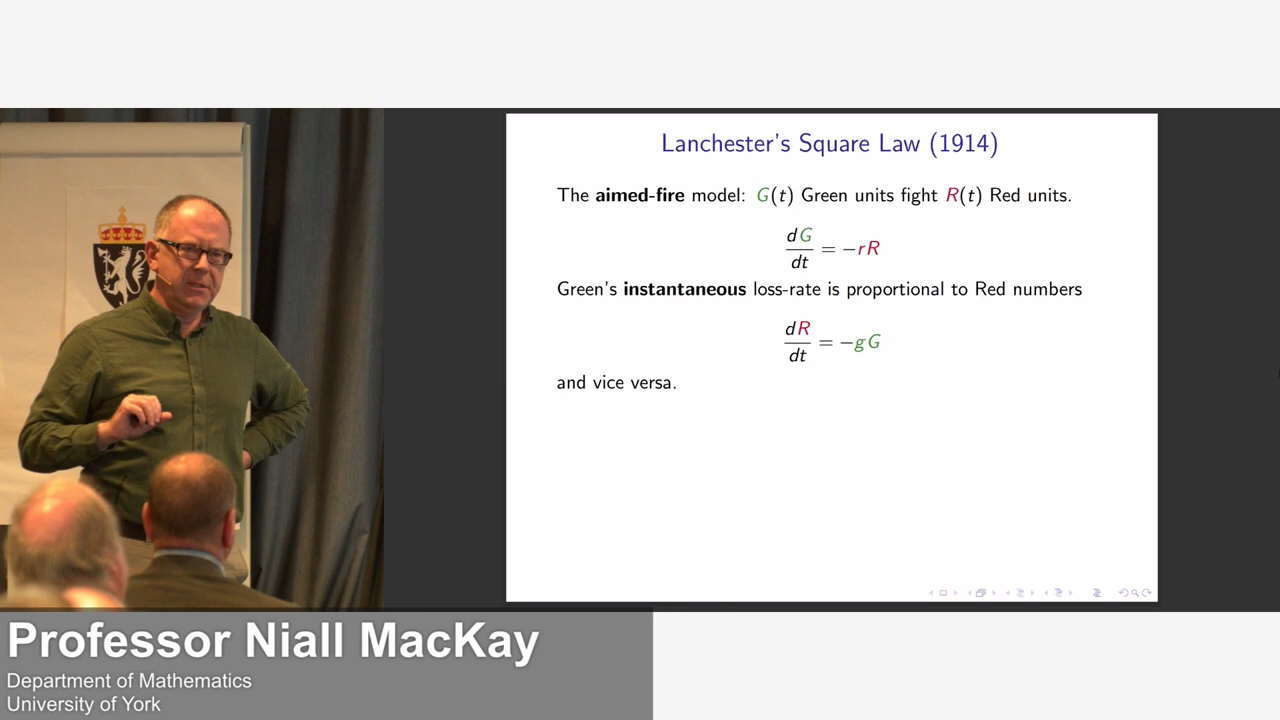 Lanchester's Square Law (1914)
The aimed-fire model: G(t) Green units fight R(t) Red units.
dG/dt = −rR
Green's instantaneous loss-rate is proportional to Red numbers
dR/dt = −gG
and vice versa.
Professor Niall MacKay
Department of Mathematics
University of York